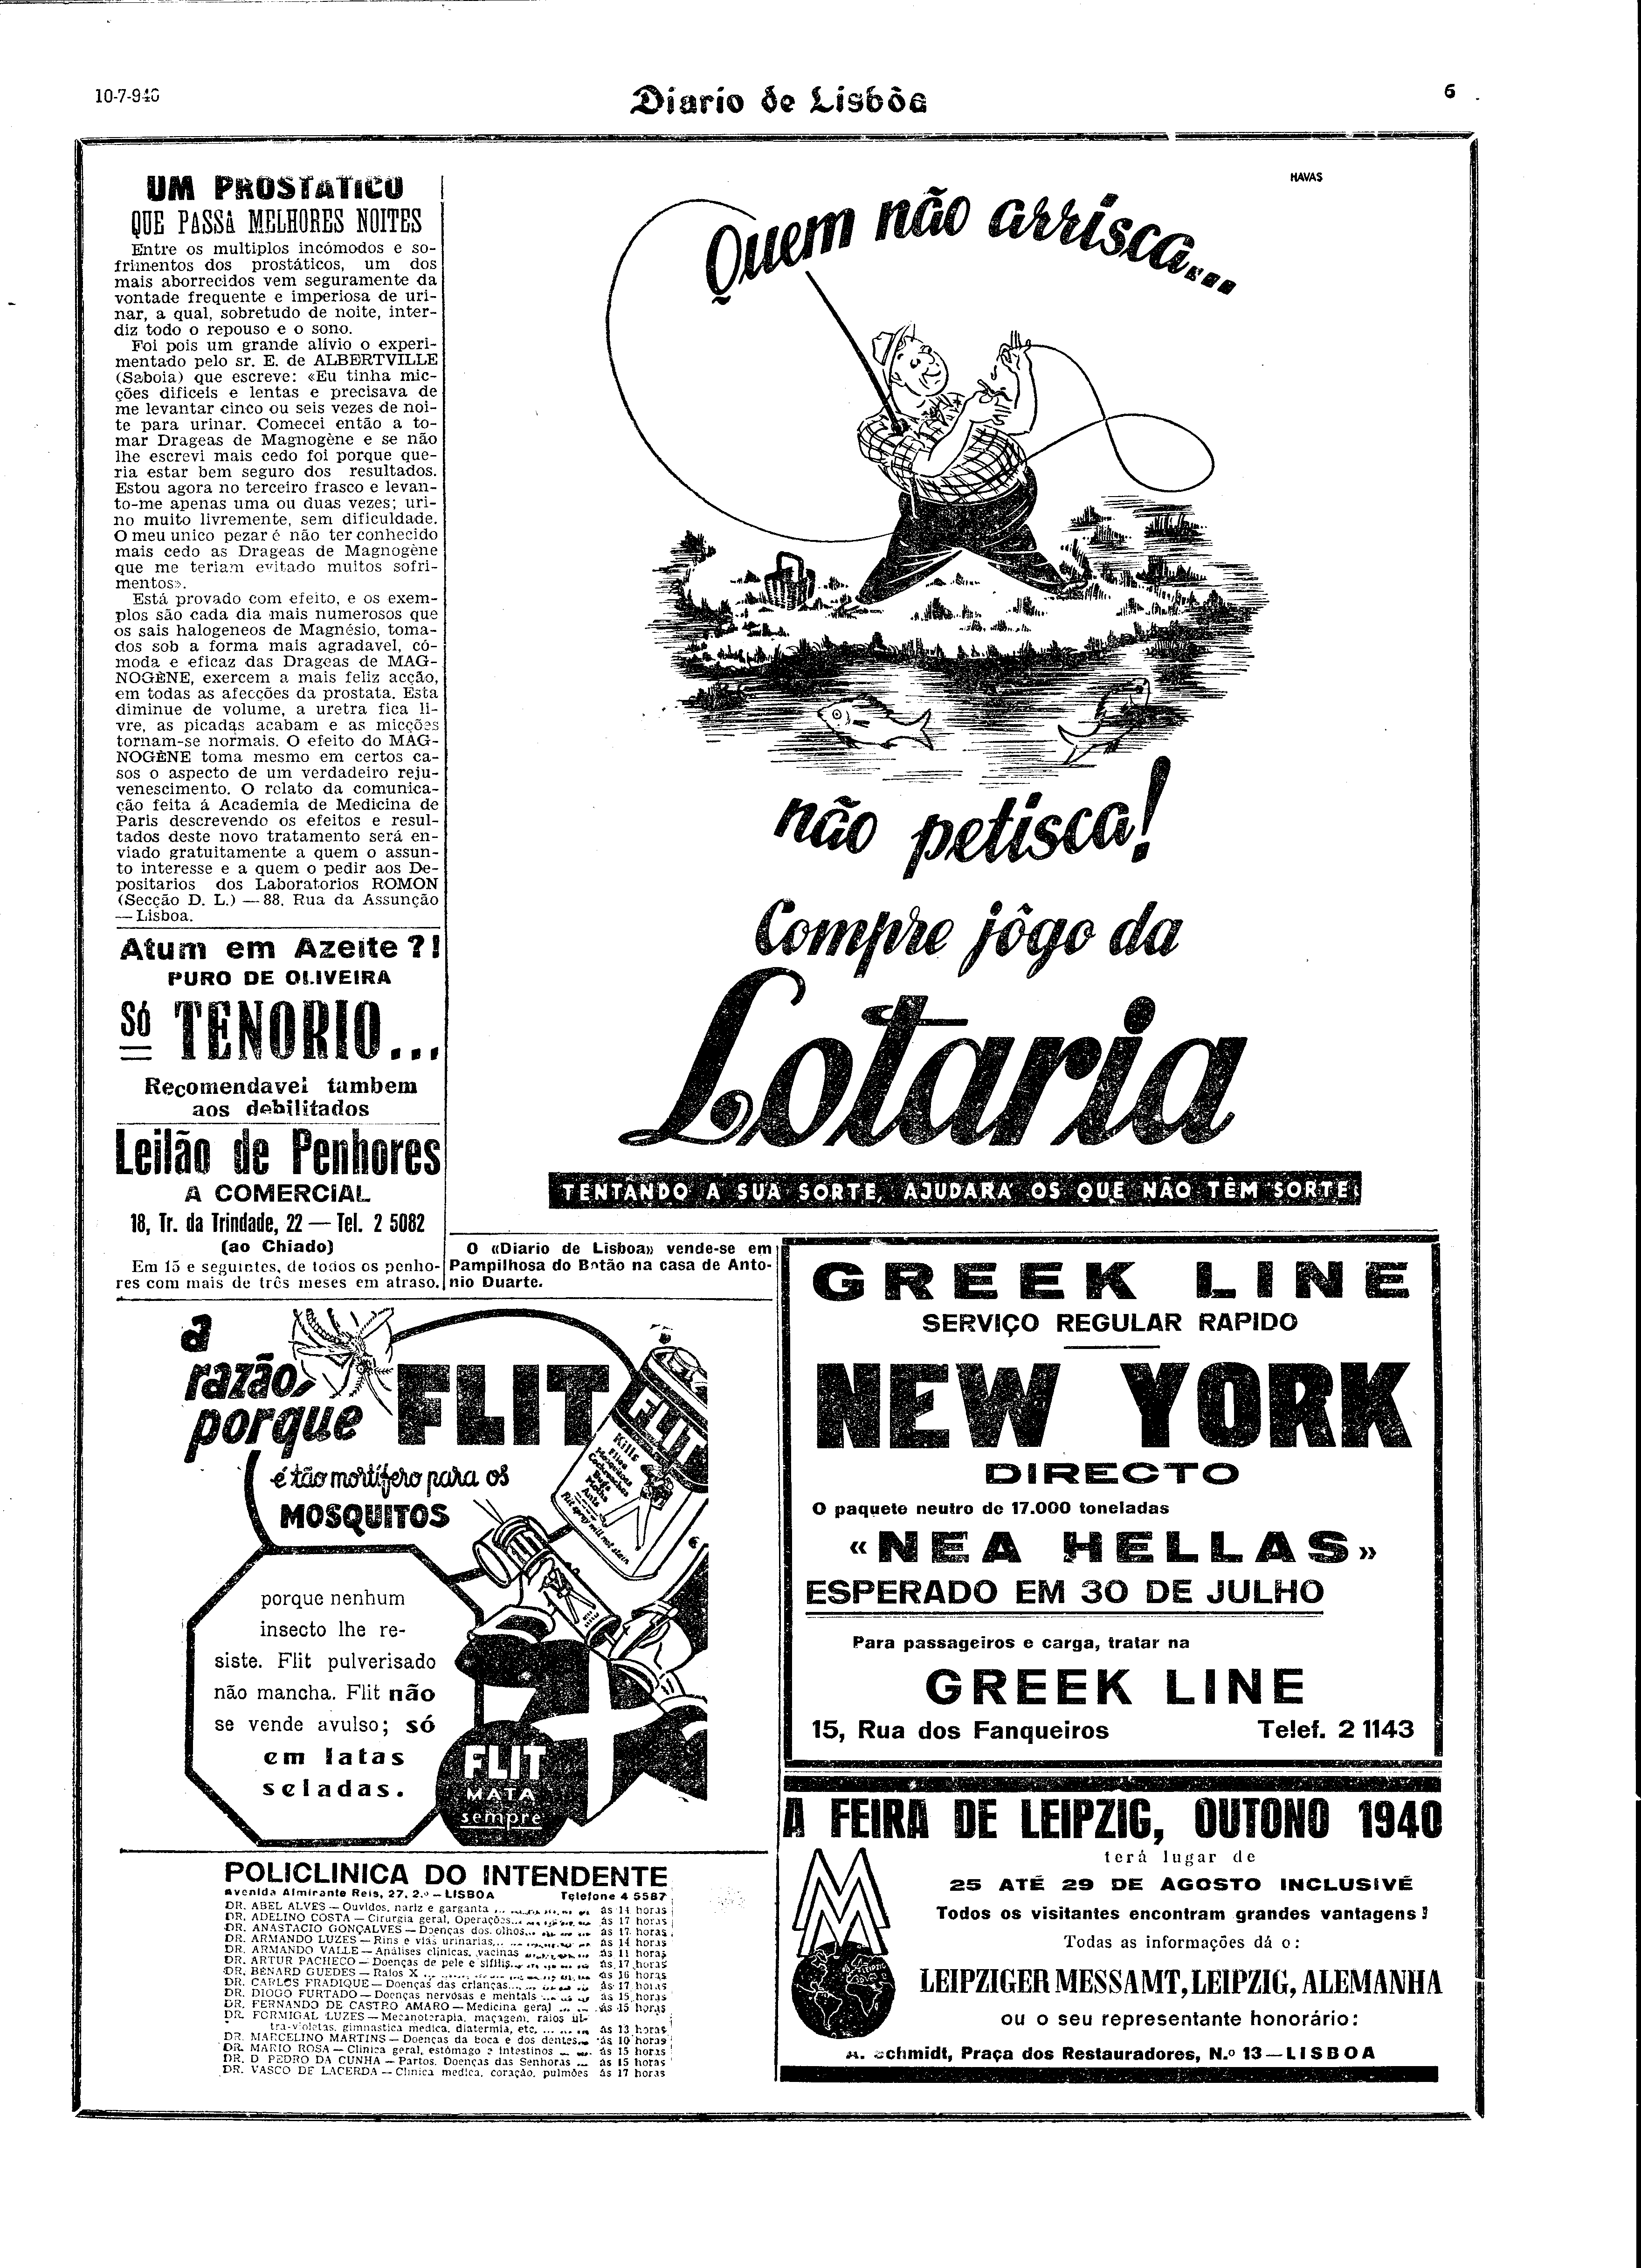 10-7-940
Diario de Lisbôa
6
UM PROSTATICO
QUE PASSA MELHORES NOITES
Entre os multiplos incómodos e so-
frimentos dos prostáticos, um dos
mais aborrecidos vem seguramente da
vontade frequente e imperiosa de uri-
nar, a qual, sobretudo de noite, inter-
diz todo o repouso e o sono.
Foi pois um grande alívio o experi-
mentado pelo sr. E. de ALBERTVILLE
(Saboia) que escreve: «Eu tinha mic-
ções dificeis e lentas e precisava de
me levantar cinco ou seis vezes de noi-
te para urinar. Comecei então a to-
mar Drageas de Magnogène e se não
lhe escrevi mais cedo foi porque que-
ria estar bem seguro dos resultados.
Estou agora no terceiro frasco e levan-
to-me apenas uma ou duas vezes; uri-
no muito livremente, sem dificuldade.
O meu unico pezar é não ter conhecido
mais cedo as Drageas de Magnogène
que me teriam evitado muitos sofri-
mentos».
Está provado com efeito, e os exem-
plos são cada dia mais numerosos que
os sais halogeneos de Magnésio, toma-
dos sob a forma mais agradavel, có-
moda e eficaz das Drageas de MAG-
NOGÈNE, exercem a mais feliz acção,
em todas as afecções da prostata. Esta
diminue de volume, a uretra fica li-
vre, as picadas acabam e as micções
tornam-se normais. O efeito do MAG-
NOGÈNE toma mesmo em certos ca-
sos o aspecto de um verdadeiro reju-
venescimento. O relato da comunica-
ção feita á Academia de Medicina de
Paris descrevendo os efeitos e resul-
tados deste novo tratamento será en-
viado gratuitamente a quem o assun-
to interesse e a quem o pedir aos De-
positarios dos Laboratorios ROMON
(Secção D. L.) — 88. Rua da Assunção
— Lisboa.
Atum em Azeite?!
PURO DE OLIVEIRA
Só TENORIO...
Recomendavel tambem
aos debilitados
Leilão de Penhores
A COMERCIAL
18, Tr. da Trindade, 22 — Tel. 2 5082
(ao Chiado)
Em 15 e seguintes, de todos os penho-
res com mais de três meses em atraso.
HAVAS
Quem não arrisca...
não petisca!
Compre jôgo da
Lotaria
TENTANDO A SUA SORTE, AJUDARÁ OS QUE NÃO TÊM SORTE!
O «Diario de Lisboa» vende-se em
Pampilhosa do Botão na casa de Anto-
nio Duarte.
a
razão
porque FLIT
é tão mortífero para os
MOSQUITOS
FLIT
Kills
Flies
Mosquitoes
Cockroaches
Bugs
Moths
Ants
Flit spray will not stain
porque nenhum
insecto lhe re-
siste. Flit pulverisado
não mancha. Flit não
se vende avulso; só
em latas
seladas.
FLIT
MATA
sempre
GREEK LINE
SERVIÇO REGULAR RAPIDO
NEW YORK
DIRECTO
O paquete neutro de 17.000 toneladas
«NEA HELLAS»
ESPERADO EM 30 DE JULHO
Para passageiros e carga, tratar na
GREEK LINE
15, Rua dos Fanqueiros Telef. 2 1143
POLICLINICA DO INTENDENTE
Avenida Almirante Reis, 27, 2.º — LISBOA Telefone 4 5587
DR. ABEL ALVES — Ouvidos, nariz e garganta ... ás 14 horas
DR. ADELINO COSTA — Cirurgia geral, Operações... ás 17 horas
DR. ANASTACIO GONÇALVES — Doenças dos olhos... ás 17 horas
DR. ARMANDO LUZES — Rins e vias urinarias... ás 14 horas
DR. ARMANDO VALLE — Análises clinicas, vacinas ás 11 horas
DR. ARTUR PACHECO — Doenças de pele e sífilis... ás 17 horas
DR. BENARD GUEDES — Raios X ... ás 16 horas
DR. CARLOS FRADIQUE — Doenças das crianças... ás 17 horas
DR. DIOGO FURTADO — Doenças nervósas e mentais ... ás 15 horas
DR. FERNANDO DE CASTRO AMARO — Medicina geral ... ás 15 horas
DR. FORMIGAL LUZES — Mecanoterapia, maçagem, raios ul-
tra-violetas, gimnastica medica, diatermia, etc. ... ás 13 horas
DR. MARCELINO MARTINS — Doenças da boca e dos dentes... ás 10 horas
DR. MARIO ROSA — Clinica geral, estómago e intestinos ... ás 15 horas
DR. D. PEDRO DA CUNHA — Partos, Doenças das Senhoras ... ás 15 horas
DR. VASCO DE LACERDA — Clinica medica, coração, pulmões ás 17 horas
A FEIRA DE LEIPZIG, OUTONO 1940
terá lugar de
25 ATÉ 29 DE AGOSTO INCLUSIVÉ
Todos os visitantes encontram grandes vantagens!
Todas as informações dá o:
LEIPZIGER MESSAMT, LEIPZIG, ALEMANHA
ou o seu representante honorário:
A. Schmidt, Praça dos Restauradores, N.º 13 — LISBOA
MM
LEIPZIG